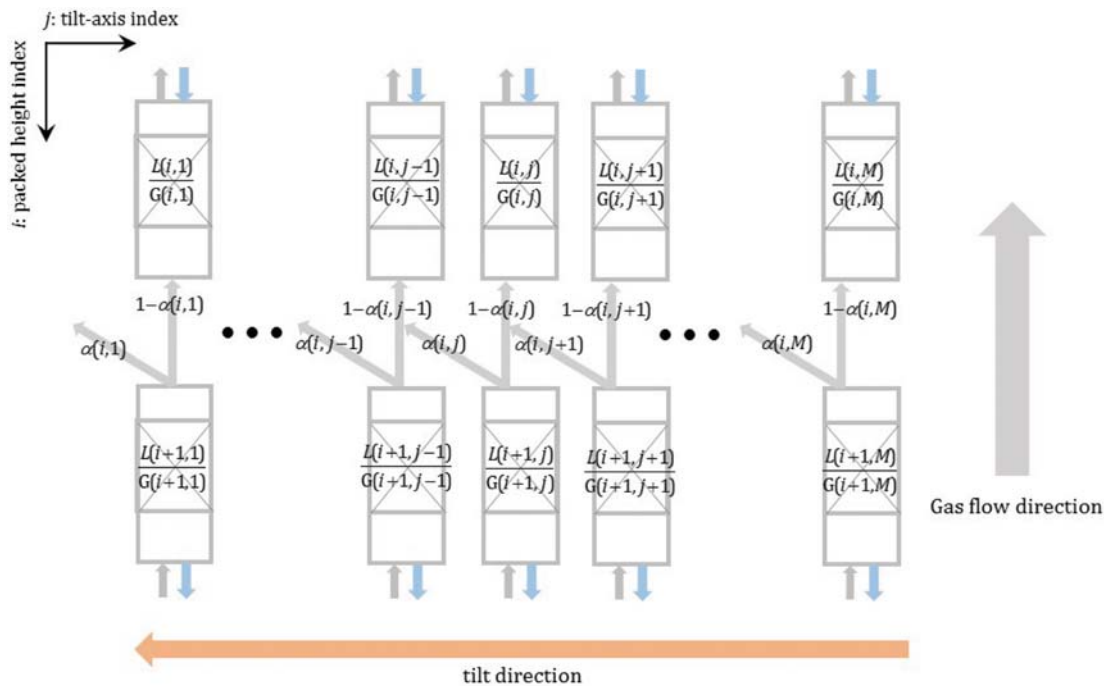 j: tilt-axis index
i: packed height index
L(i,1)
G(i,1)
L(i,j−1)
G(i,j−1)
L(i,j)
G(i,j)
L(i,j+1)
G(i,j+1)
L(i,M)
G(i,M)
1−α(i,1)
1−α(i,j−1)
1−α(i,j)
1−α(i,j+1)
1−α(i,M)
α(i,1)
α(i,j−1)
α(i,j)
α(i,j+1)
α(i,M)
L(i+1,1)
G(i+1,1)
L(i+1,j−1)
G(i+1,j−1)
L(i+1,j)
G(i+1,j)
L(i+1,j+1)
G(i+1,j+1)
L(i+1,M)
G(i+1,M)
Gas flow direction
tilt direction